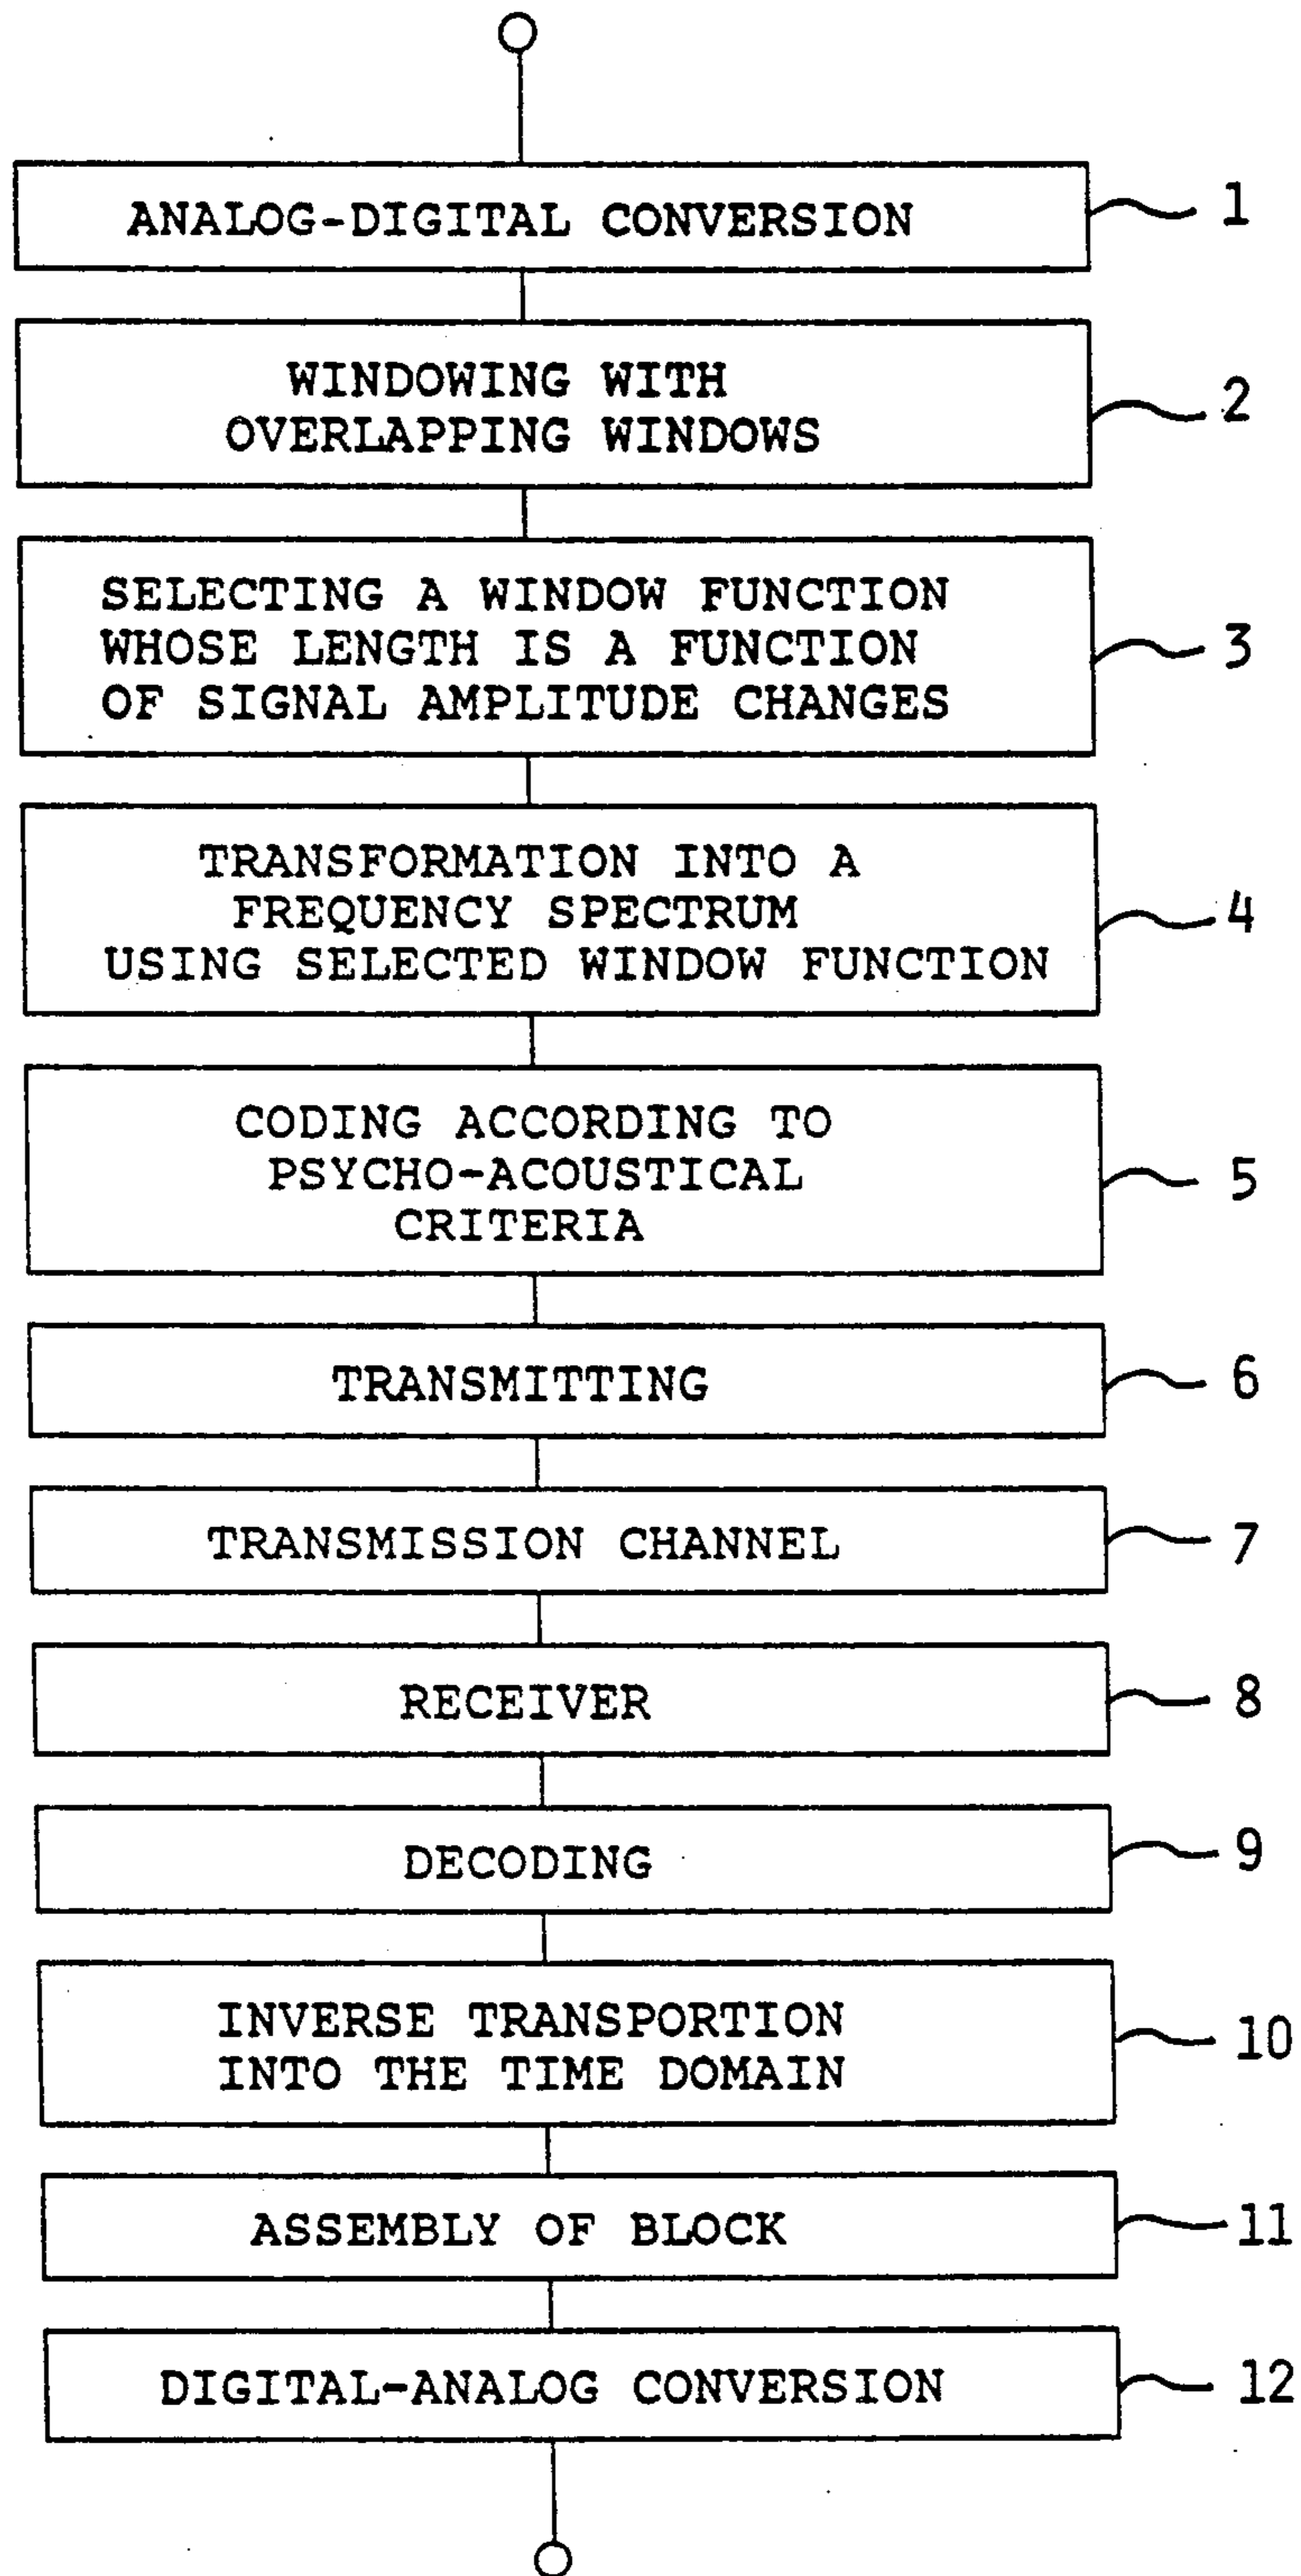 ANALOG-DIGITAL CONVERSION
1
WINDOWING WITH
OVERLAPPING WINDOWS
2
SELECTING A WINDOW FUNCTION
WHOSE LENGTH IS A FUNCTION
OF SIGNAL AMPLITUDE CHANGES
3
TRANSFORMATION INTO A
FREQUENCY SPECTRUM
USING SELECTED WINDOW FUNCTION
4
CODING ACCORDING TO
PSYCHO-ACOUSTICAL
CRITERIA
5
TRANSMITTING
6
TRANSMISSION CHANNEL
7
RECEIVER
8
DECODING
9
INVERSE TRANSPORTION
INTO THE TIME DOMAIN
10
ASSEMBLY OF BLOCK
11
DIGITAL-ANALOG CONVERSION
12